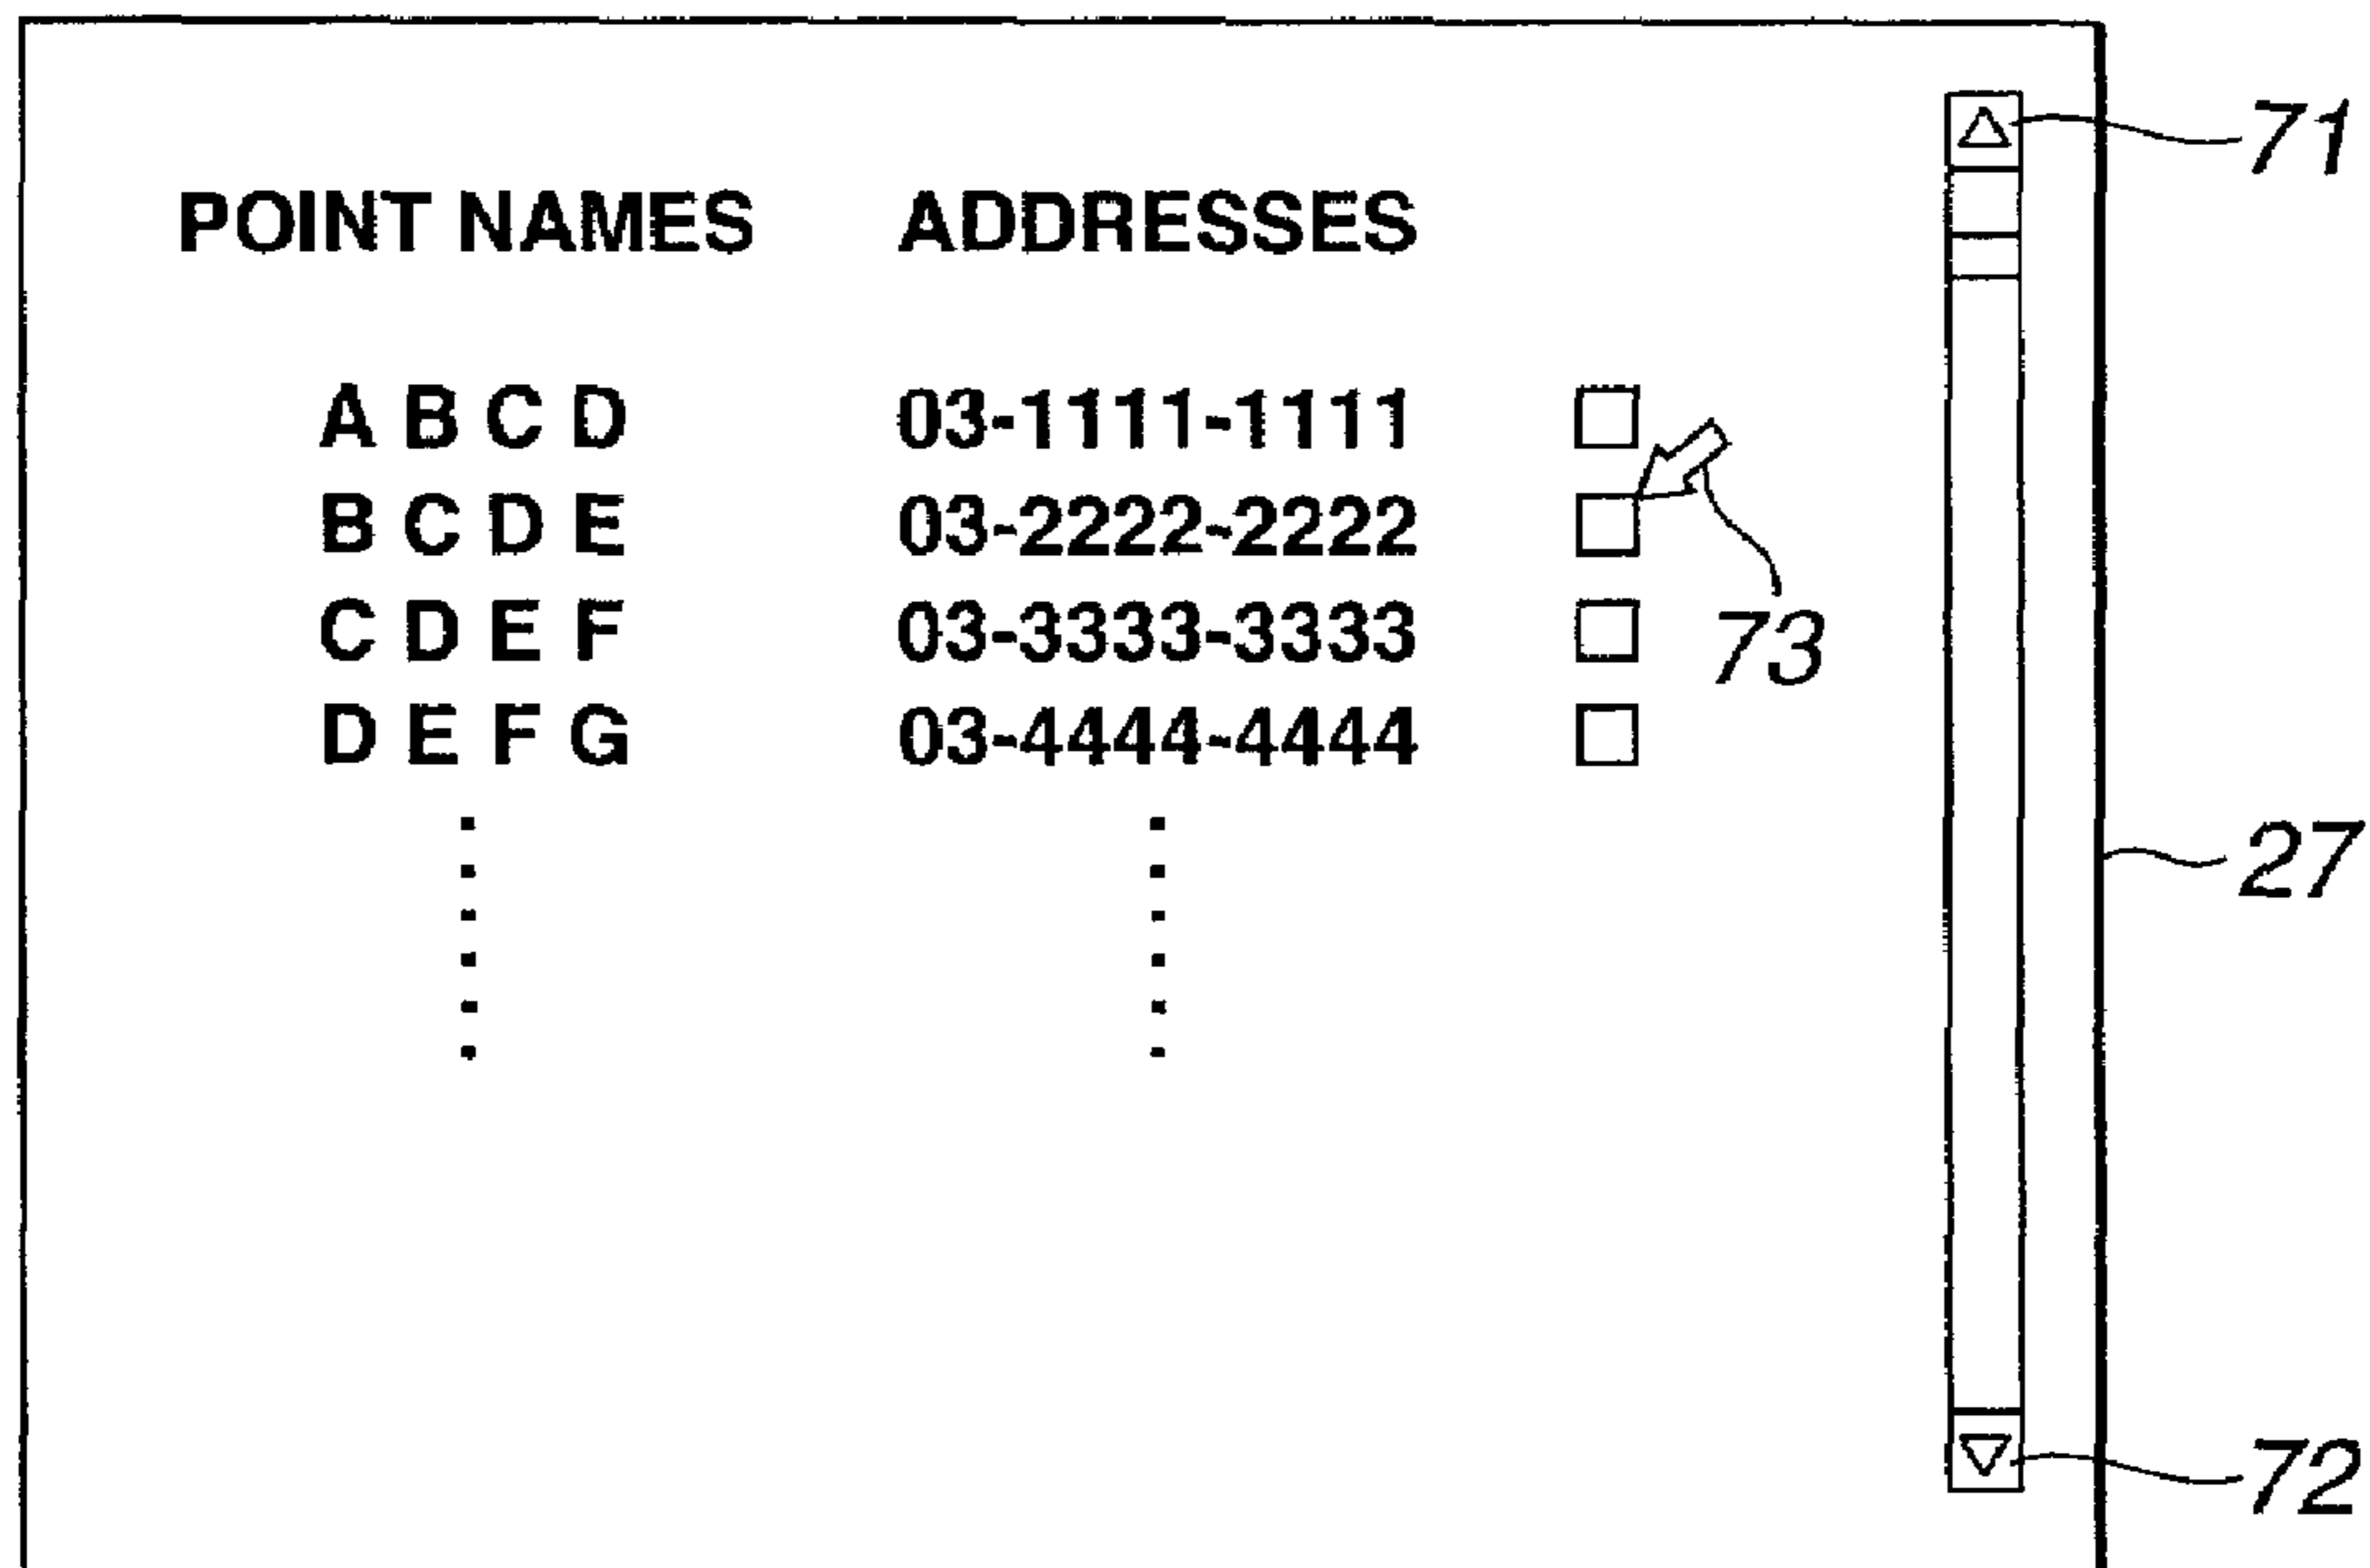 71
POINT NAMES ADDRESSES
A B C D 03-1111-1111
B C D E 03-2222-2222
C D E F 03-3333-3333
73
D E F G 03-4444-4444
27
72